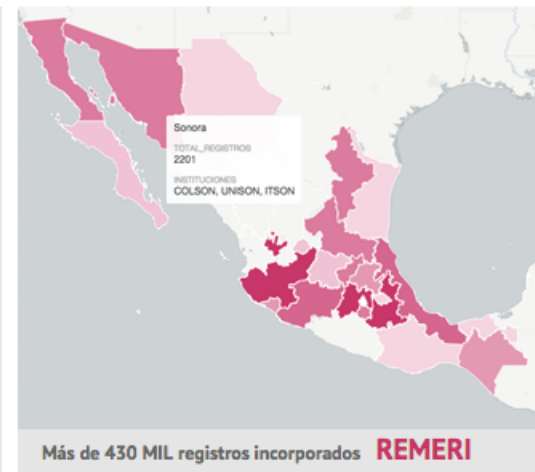 Sonora
TOTAL_REGISTROS
2201
INSTITUCIONES
COLSON, UNISON, ITSON
Más de 430 MIL registros incorporados REMERI